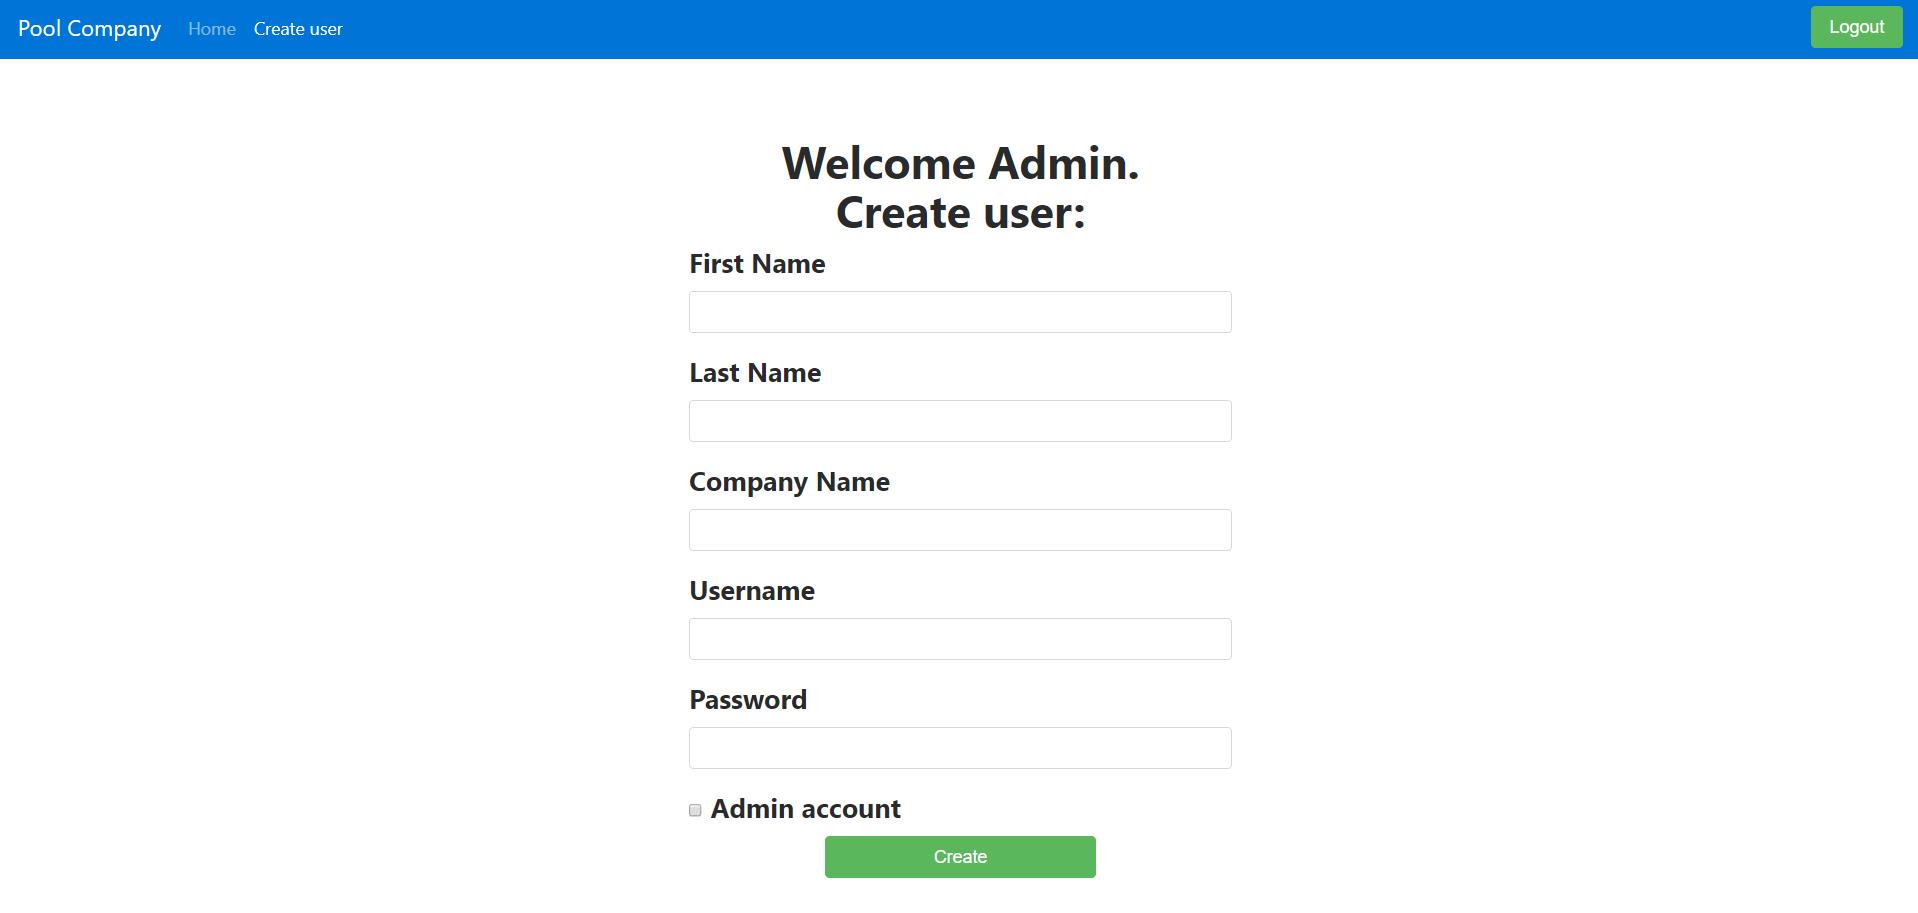 Pool Company Home Create user Logout
Welcome Admin.
Create user:
First Name
Last Name
Company Name
Username
Password
Admin account
Create